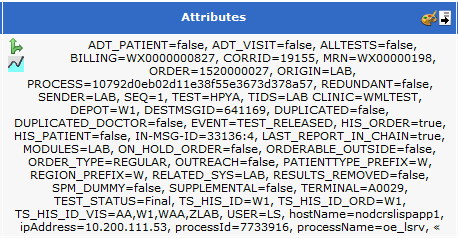 Attributes
ADT_PATIENT=false, ADT_VISIT=false, ALLTESTS=false,
BILLING=WX0000000827, CORRID=19155, MRN=WX00000198,
ORDER=1520000027, ORIGIN=LAB,
PROCESS=10792d0eb02d11e38f55e3673d378a57, REDUNDANT=false,
SENDER=LAB, SEQ=1, TEST=HPYA, TIDS=LAB CLINIC=WMLTEST,
DEPOT=W1, DESTMSGID=641169, DUPLICATED=false,
DUPLICATED_DOCTOR=false, EVENT=TEST_RELEASED, HIS_ORDER=true,
HIS_PATIENT=false, IN-MSG-ID=33136:4, LAST_REPORT_IN_CHAIN=true,
MODULES=LAB, ON_HOLD_ORDER=false, ORDERABLE_OUTSIDE=false,
ORDER_TYPE=REGULAR, OUTREACH=false, PATIENTTYPE_PREFIX=W,
REGION_PREFIX=W, RELATED_SYS=LAB, RESULTS_REMOVED=false,
SPM_DUMMY=false, SUPPLEMENTAL=false, TERMINAL=A0029,
TEST_STATUS=Final, TS_HIS_ID=W1, TS_HIS_ID_ORD=W1,
TS_HIS_ID_VIS=AA,W1,WAA,ZLAB, USER=LS, hostName=nodcrslispapp1,
ipAddress=10.200.111.53, processId=7733916, processName=oe_lsrv, «